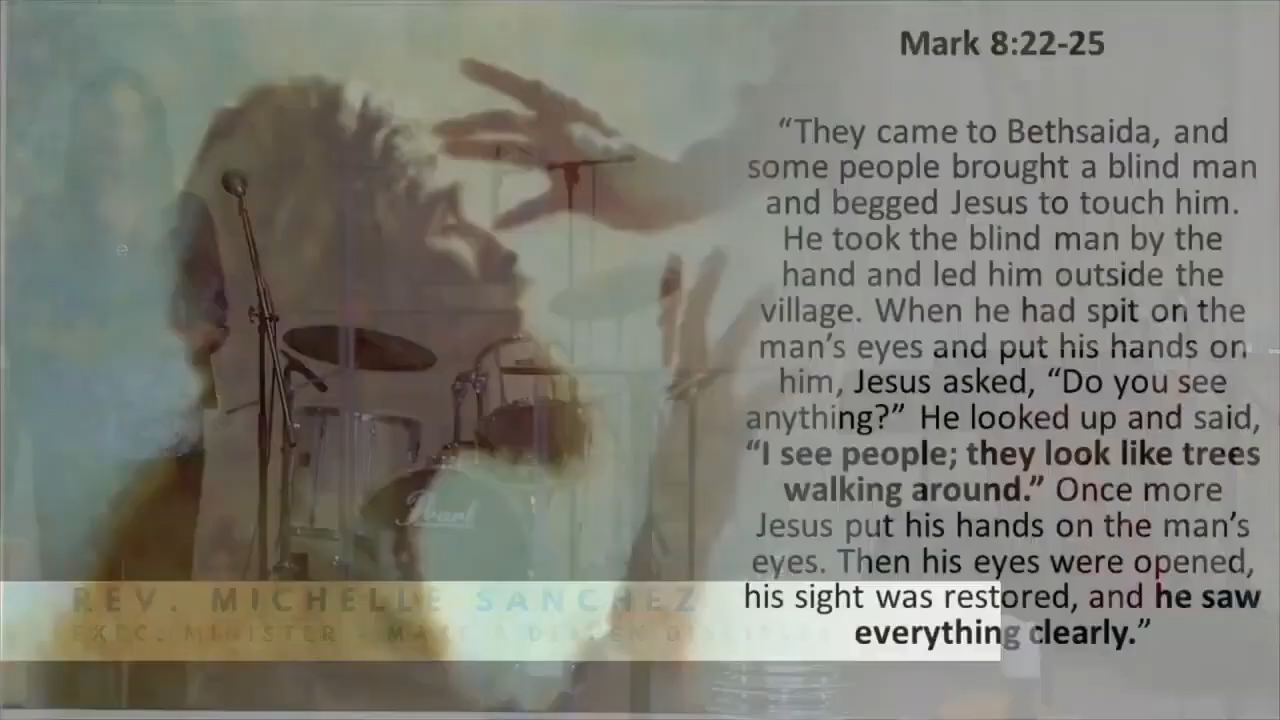 Mark 8:22-25
“They came to Bethsaida, and
some people brought a blind man
and begged Jesus to touch him.
He took the blind man by the
hand and led him outside the
village. When he had spit on the
man’s eyes and put his hands on
him, Jesus asked, “Do you see
anything?” He looked up and said,
“I see people; they look like trees
walking around.” Once more
Jesus put his hands on the man’s
eyes. Then his eyes were opened,
his sight was restored, and he saw
everything clearly.”
Pearl
REV. MICHELLE SANCHEZ
EXEC. MINISTER - MAKE & DEEPEN